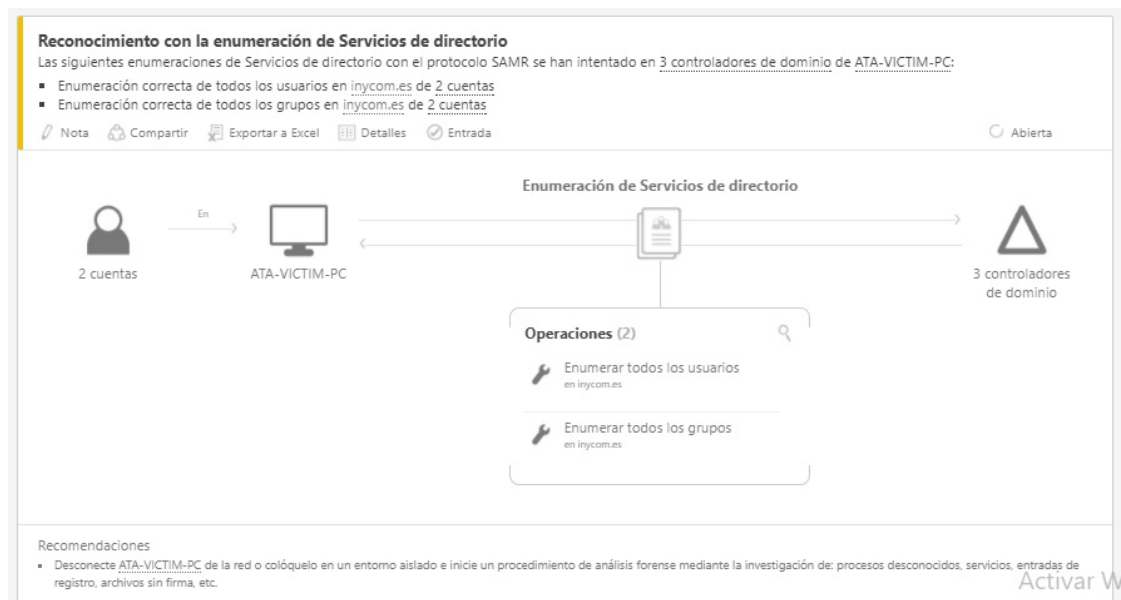 Reconocimiento con la enumeración de Servicios de directorio
Las siguientes enumeraciones de Servicios de directorio con el protocolo SAMR se han intentado en 3 controladores de dominio de ATA-VICTIM-PC:
▪ Enumeración correcta de todos los usuarios en inycom.es de 2 cuentas
▪ Enumeración correcta de todos los grupos en inycom.es de 2 cuentas
Nota Compartir Exportar a Excel Detalles Entrada Abierta
Enumeración de Servicios de directorio
En
2 cuentas
ATA-VICTIM-PC
3 controladores
de dominio
Operaciones (2)
Enumerar todos los usuarios
en inycom.es
Enumerar todos los grupos
en inycom.es
Recomendaciones
▪ Desconecte ATA-VICTIM-PC de la red o colóquelo en un entorno aislado e inicie un procedimiento de análisis forense mediante la investigación de: procesos desconocidos, servicios, entradas de
registro, archivos sin firma, etc.
Activar W